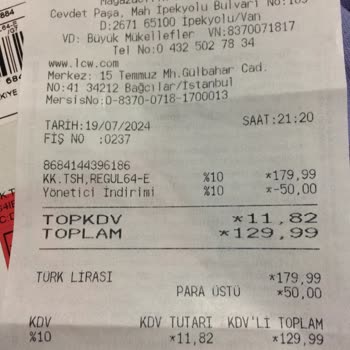 Cevdet Paşa, Mah İpekyolu Bulvarı No:
D:2671 65100 İpekyolu/Van
VD: Büyük Mükellefler VN:8370071817
Tel No:0 432 502 78 34
www.lcw.com
Merkez: 15 Temmuz Mh.Gülbahar Cad.
NO:41 34212 Bağcılar/İstanbul
MersisNo:0-8370-0718-1700013
TARİH:19/07/2024 SAAT:21:20
FİŞ NO :0237
8684144396186
KK.TSH,REGUL64-E %10 *179,99
Yönetici İndirimi %10 *-50,00
TOPKDV *11,82
TOPLAM *129,99
TÜRK LİRASI *179,99
PARA ÜSTÜ *50,00
KDV KDV TUTARI KDV'Lİ TOPLAM
%10 *11,82 *129,99